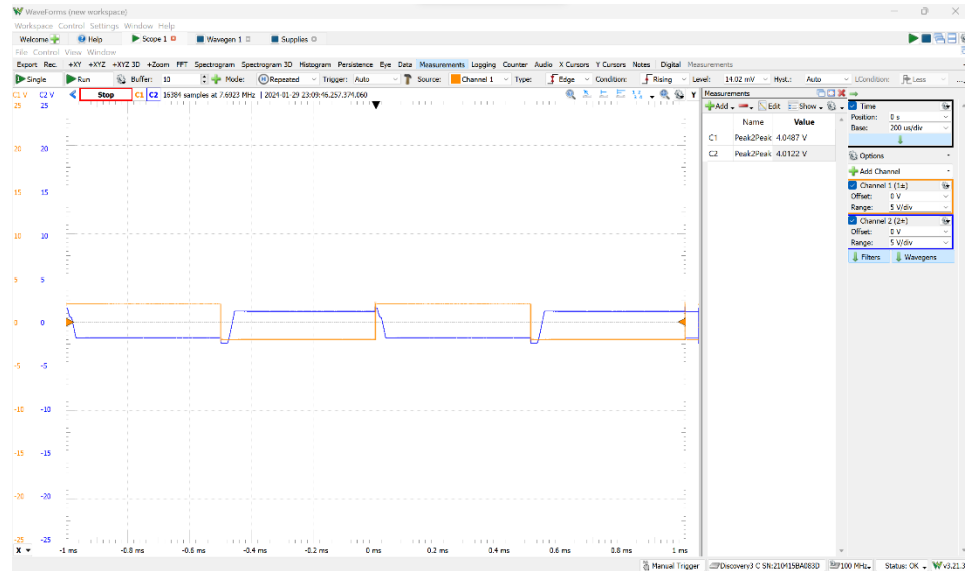 WaveForms (new workspace)
Workspace Control Settings Window Help
Welcome Help Scope 1 Wavegen 1 Supplies
File Control View Window
Export Rec. +XY +XYZ +XYZ 3D +Zoom FFT Spectrogram Spectrogram 3D Histogram Persistence Eye Data Measurements Logging Counter Audio X Cursors Y Cursors Notes Digital Measurements
Single Run Buffer: 10 Mode: Repeated Trigger: Auto Source: Channel 1 Type: Edge Condition: Rising Level: 14.02 mV Hyst.: Auto LCondition: Less
C1 V C2 V Stop C1 C2 16384 samples at 7.6923 MHz | 2024-01-29 23:09:46.257.374.060 Y
Measurements
Add Edit Show
Name Value
C1 Peak2Peak 4.0487 V
C2 Peak2Peak 4.0122 V
Time
Position: 0 s
Base: 200 us/div
Options
Add Channel
Channel 1 (1±)
Offset: 0 V
Range: 5 V/div
Channel 2 (2±)
Offset: 0 V
Range: 5 V/div
Filters Wavegens
25 25
20 20
15 15
10 10
5 5
0 0
-5 -5
-10 -10
-15 -15
-20 -20
-25 -25
X -1 ms -0.8 ms -0.6 ms -0.4 ms -0.2 ms 0 ms 0.2 ms 0.4 ms 0.6 ms 0.8 ms 1 ms
Manual Trigger Discovery3 C SN:210415BA083D 100 MHz Status: OK v3.21.3